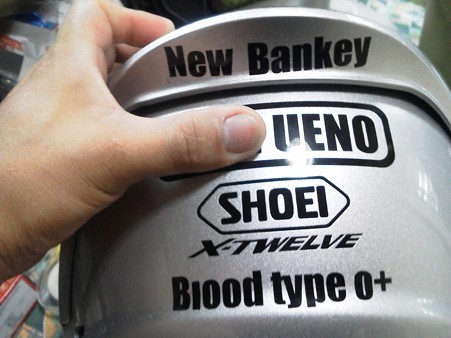 New Bankey
UENO
SHOEI
X-TWELVE
Blood type o+